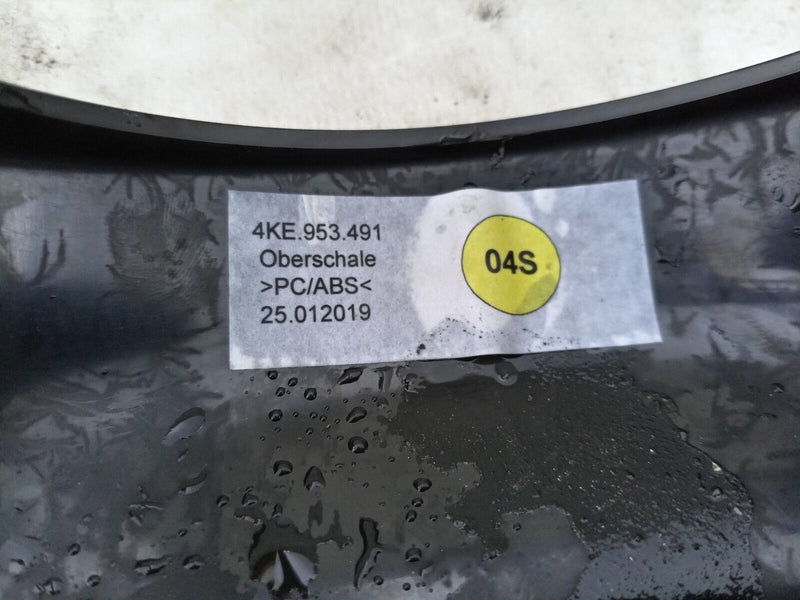 4KE.953.491
Oberschale
>PC/ABS<
25.012019
04S